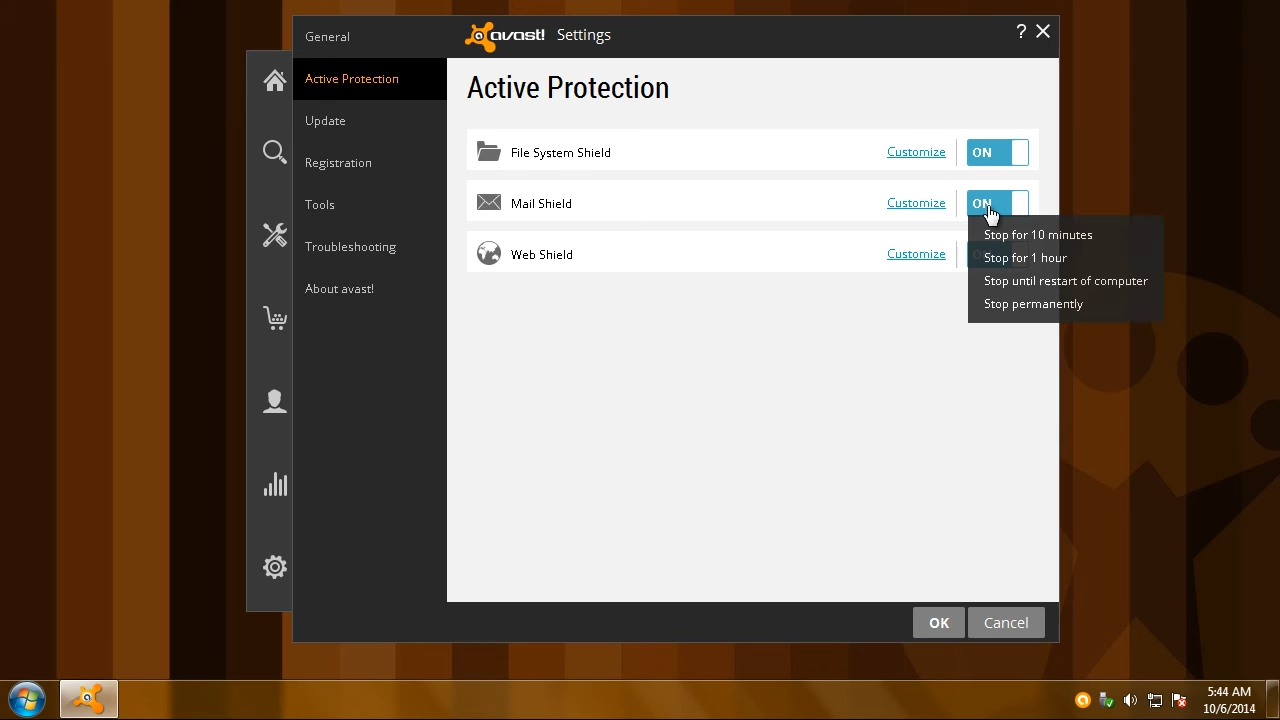 General
avast! Settings
?
Active Protection
Update
Registration
Tools
Troubleshooting
About avast!
Active Protection
File System Shield Customize ON
Mail Shield Customize ON
Web Shield Customize
Stop for 10 minutes
Stop for 1 hour
Stop until restart of computer
Stop permanently
OK Cancel
5:44 AM
10/6/2014